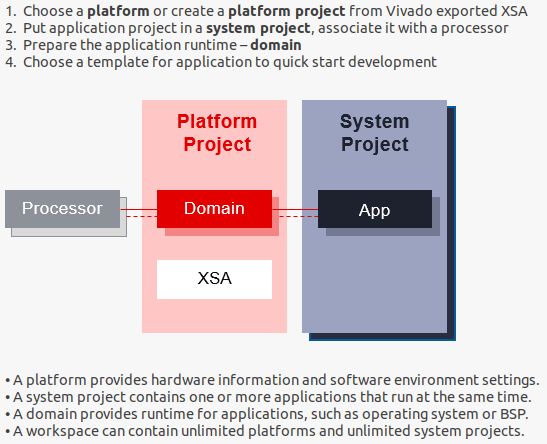 1. Choose a platform or create a platform project from Vivado exported XSA
2. Put application project in a system project, associate it with a processor
3. Prepare the application runtime – domain
4. Choose a template for application to quick start development
Platform
Project
System
Project
Processor
Domain
App
XSA
• A platform provides hardware information and software environment settings.
• A system project contains one or more applications that run at the same time.
• A domain provides runtime for applications, such as operating system or BSP.
• A workspace can contain unlimited platforms and unlimited system projects.